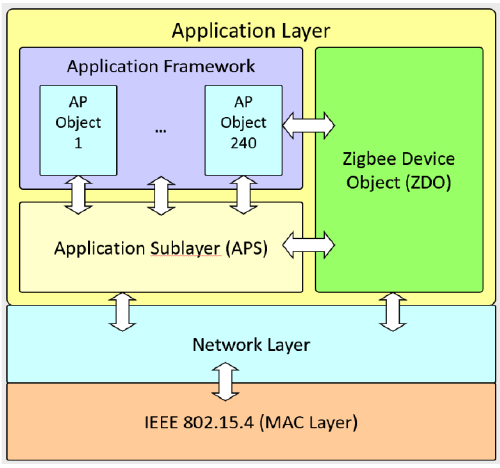 Application Layer
Application Framework
AP
Object
1
...
AP
Object
240
Zigbee Device
Object (ZDO)
Application Sublayer (APS)
Network Layer
IEEE 802.15.4 (MAC Layer)